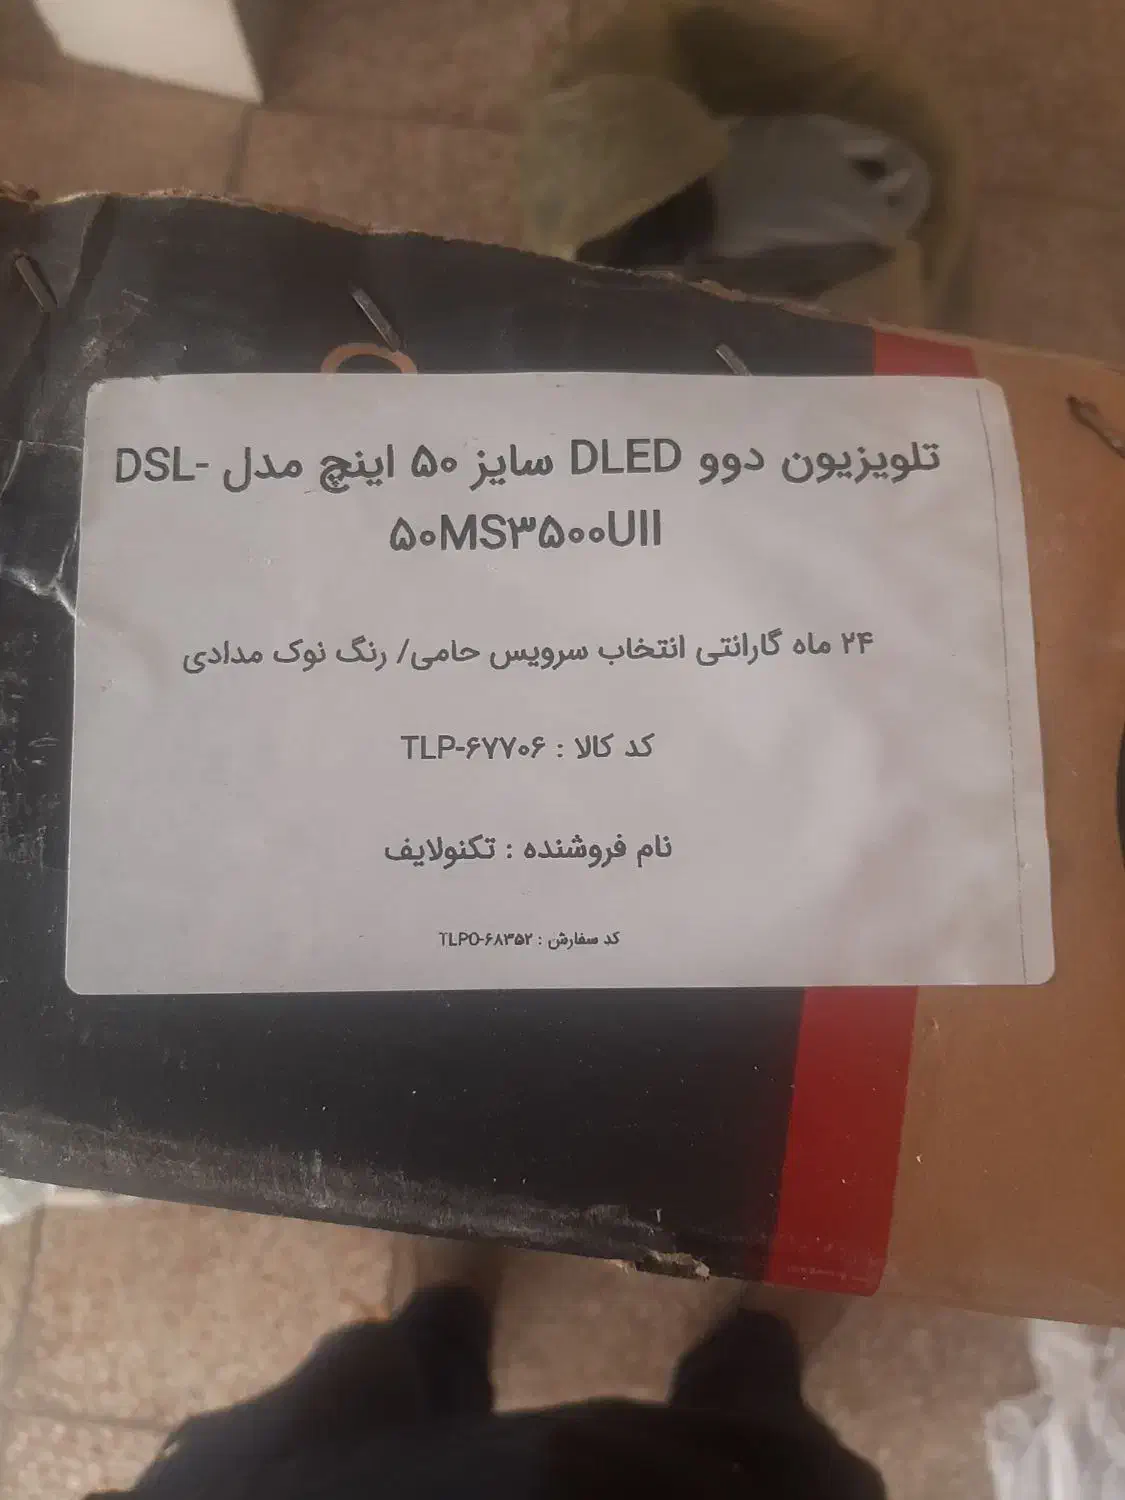 تلویزیون دوو DLED سایز ۵۰ اینچ مدل DSL-
۵۰MS۳۵۰۰UII
۲۴ ماه گارانتی انتخاب سرویس حامی/ رنگ نوک مدادی
کد کالا : TLP-۶۷۷۰۶
نام فروشنده : تکنولایف
کد سفارش : TLPO-۶۸۳۵۲